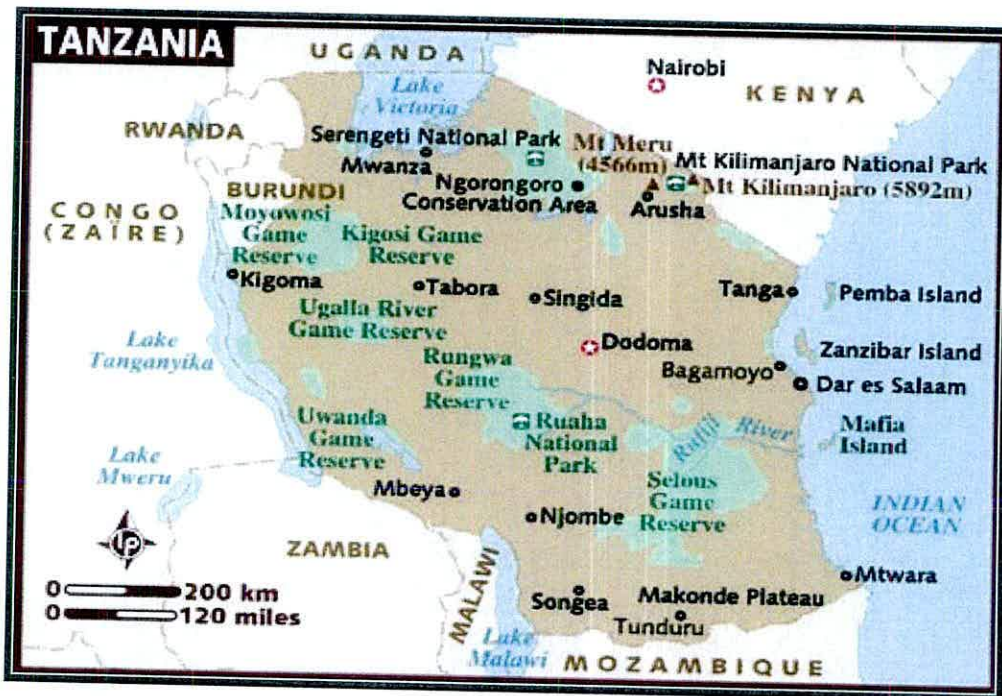 TANZANIA
UGANDA
Nairobi
KENYA
Lake
Victoria
RWANDA
Serengeti National Park
Mwanza
Mt Meru
(4566m)
Mt Kilimanjaro National Park
Mt Kilimanjaro (5892m)
Ngorongoro
Conservation Area
Arusha
BURUNDI
CONGO
(ZAÏRE)
Moyowosi
Game
Reserve
Kigosi Game
Reserve
Kigoma
Tabora
Singida
Tanga
Pemba Island
Ugalla River
Game Reserve
Lake
Tanganyika
Dodoma
Zanzibar Island
Rungwa
Game
Reserve
Bagamoyo
Dar es Salaam
Uwanda
Game
Reserve
Ruaha
National
Park
Rufiji River
Mafia
Island
Lake
Mweru
Mbeya
Selous
Game
Reserve
INDIAN
OCEAN
Njombe
LP
ZAMBIA
MALAWI
0 200 km
0 120 miles
Songea
Makonde Plateau
Tunduru
Mtwara
Lake
Malawi
MOZAMBIQUE